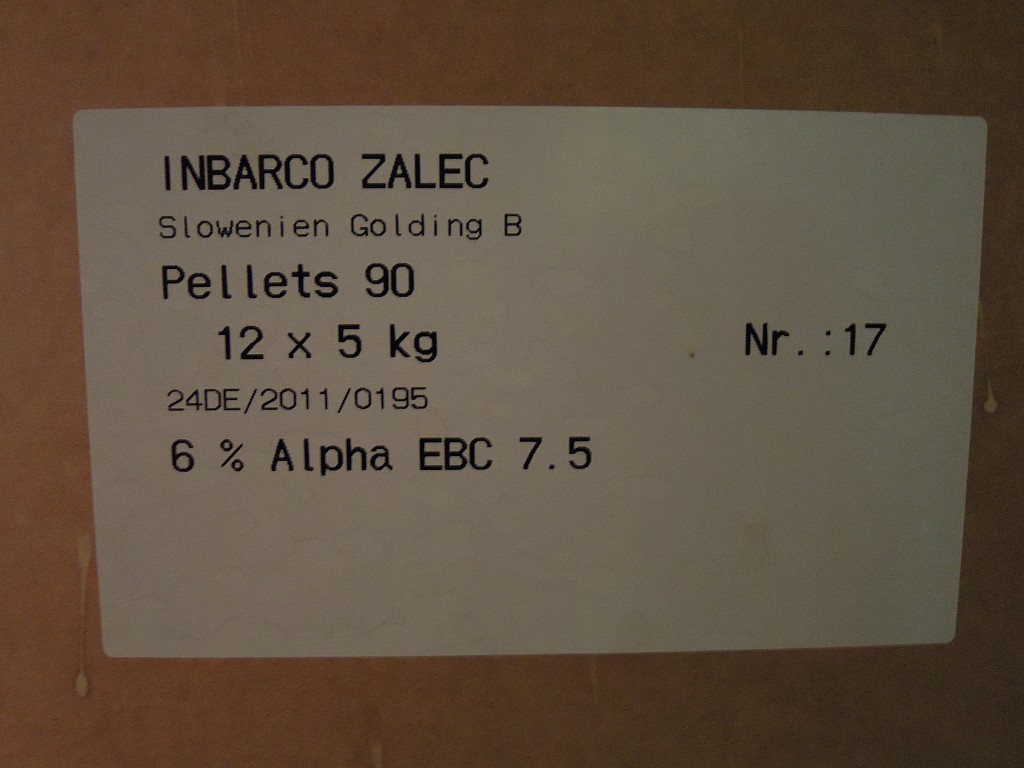 INBARCO ZALEC
Slowenien Golding B
Pellets 90
12 x 5 kg Nr.:17
24DE/2011/0195
6 % Alpha EBC 7.5